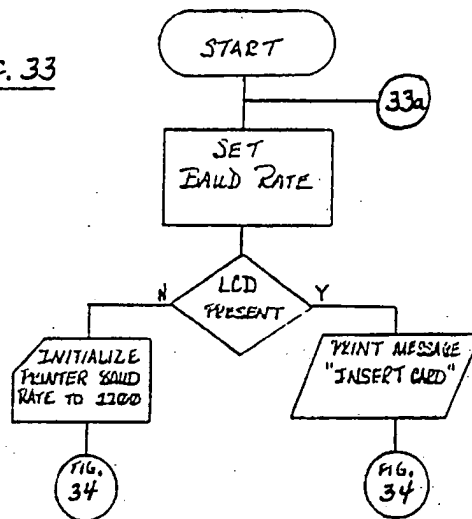 F. 33
START
33a
SET
BAUD RATE
LCD
PRESENT
N
Y
INITIALIZE
PRINTER BAUD
RATE TO 1200
PRINT MESSAGE
"INSERT CARD"
FIG.
34
FIG.
34